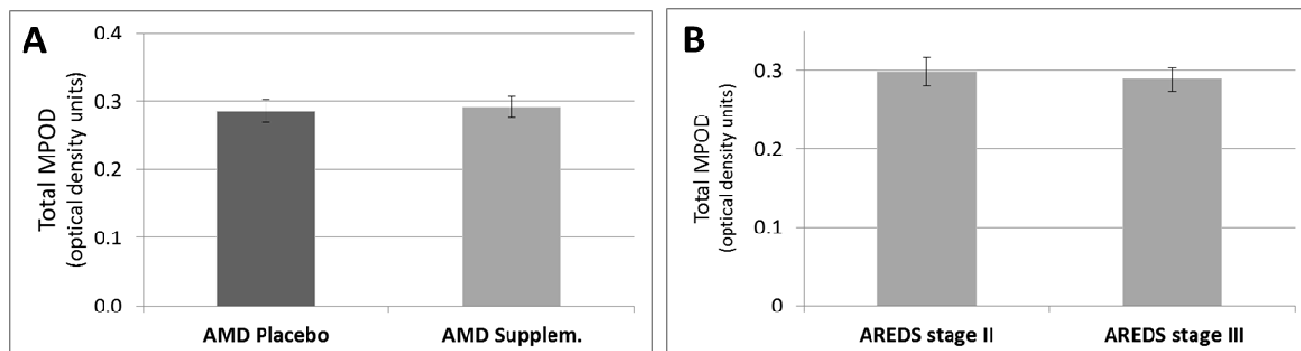 A
Total MPOD
(optical density units)
0.4
0.3
0.2
0.1
0.0
AMD Placebo
AMD Supplem.
B
Total MPOD
(optical density units)
0.3
0.2
0.1
0
AREDS stage II
AREDS stage III